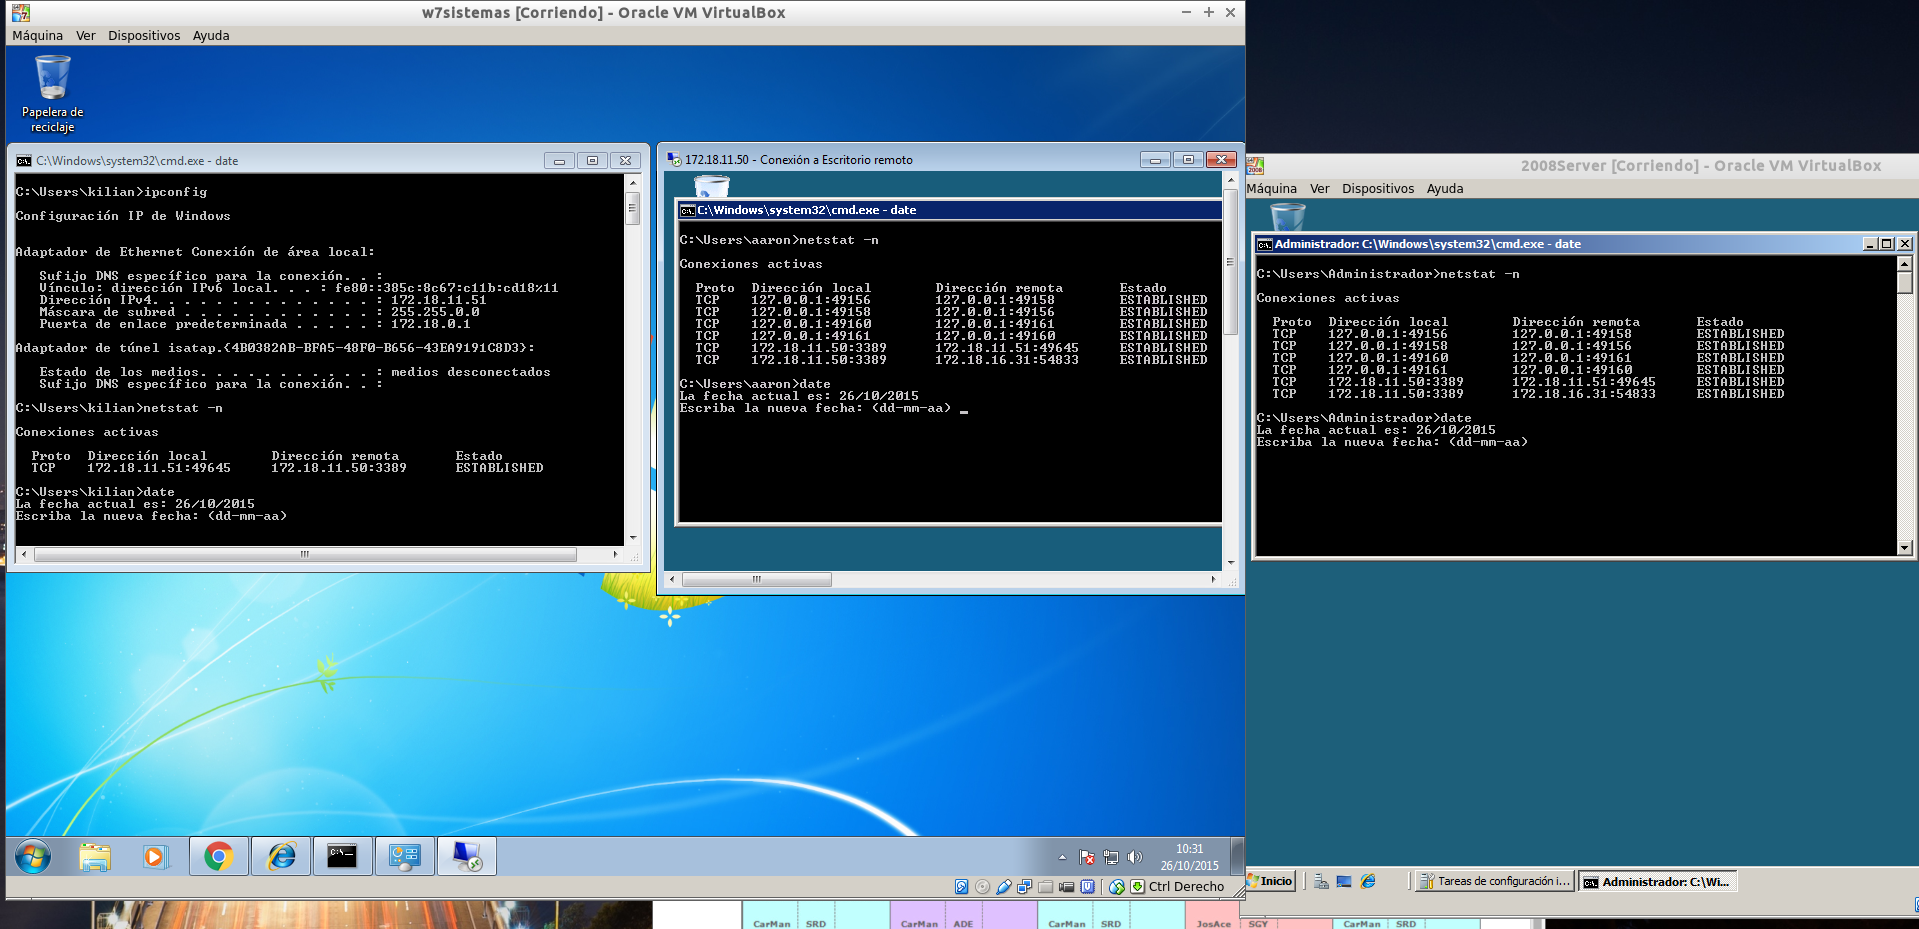 w7sistemas [Corriendo] - Oracle VM VirtualBox
Máquina Ver Dispositivos Ayuda
Papelera de
reciclaje
C:\Windows\system32\cmd.exe - date
C:\Users\kilian>ipconfig
Configuración IP de Windows
Adaptador de Ethernet Conexión de área local:
Sufijo DNS específico para la conexión. . :
Vínculo: dirección IPv6 local. . . : fe80::385c:8c67:c11b:cd18%11
Dirección IPv4. . . . . . . . . . . . . . : 172.18.11.51
Máscara de subred . . . . . . . . . . . . : 255.255.0.0
Puerta de enlace predeterminada . . . . . : 172.18.0.1
Adaptador de túnel isatap.{4B0382AB-BFA5-48F0-B656-43EA9191C8D3}:
Estado de los medios. . . . . . . . . . . : medios desconectados
Sufijo DNS específico para la conexión. . :
C:\Users\kilian>netstat -n
Conexiones activas
Proto Dirección local Dirección remota Estado
TCP 172.18.11.51:49645 172.18.11.50:3389 ESTABLISHED
C:\Users\kilian>date
La fecha actual es: 26/10/2015
Escriba la nueva fecha: (dd-mm-aa)
172.18.11.50 - Conexión a Escritorio remoto
C:\Windows\system32\cmd.exe - date
C:\Users\aaron>netstat -n
Conexiones activas
Proto Dirección local Dirección remota Estado
TCP 127.0.0.1:49156 127.0.0.1:49158 ESTABLISHED
TCP 127.0.0.1:49158 127.0.0.1:49156 ESTABLISHED
TCP 127.0.0.1:49160 127.0.0.1:49161 ESTABLISHED
TCP 127.0.0.1:49161 127.0.0.1:49160 ESTABLISHED
TCP 172.18.11.50:3389 172.18.11.51:49645 ESTABLISHED
TCP 172.18.11.50:3389 172.18.16.31:54833 ESTABLISHED
C:\Users\aaron>date
La fecha actual es: 26/10/2015
Escriba la nueva fecha: (dd-mm-aa) _
10:31
26/10/2015
Ctrl Derecho
2008Server [Corriendo] - Oracle VM VirtualBox
Máquina Ver Dispositivos Ayuda
Administrador: C:\Windows\system32\cmd.exe - date
C:\Users\Administrador>netstat -n
Conexiones activas
Proto Dirección local Dirección remota Estado
TCP 127.0.0.1:49156 127.0.0.1:49158 ESTABLISHED
TCP 127.0.0.1:49158 127.0.0.1:49156 ESTABLISHED
TCP 127.0.0.1:49160 127.0.0.1:49161 ESTABLISHED
TCP 127.0.0.1:49161 127.0.0.1:49160 ESTABLISHED
TCP 172.18.11.50:3389 172.18.11.51:49645 ESTABLISHED
TCP 172.18.11.50:3389 172.18.16.31:54833 ESTABLISHED
C:\Users\Administrador>date
La fecha actual es: 26/10/2015
Escriba la nueva fecha: (dd-mm-aa)
Inicio Tareas de configuración i... Administrador: C:\Wi...
CarMan SRD CarMan ADE CarMan SRD JosAce SGY CarMan SRD